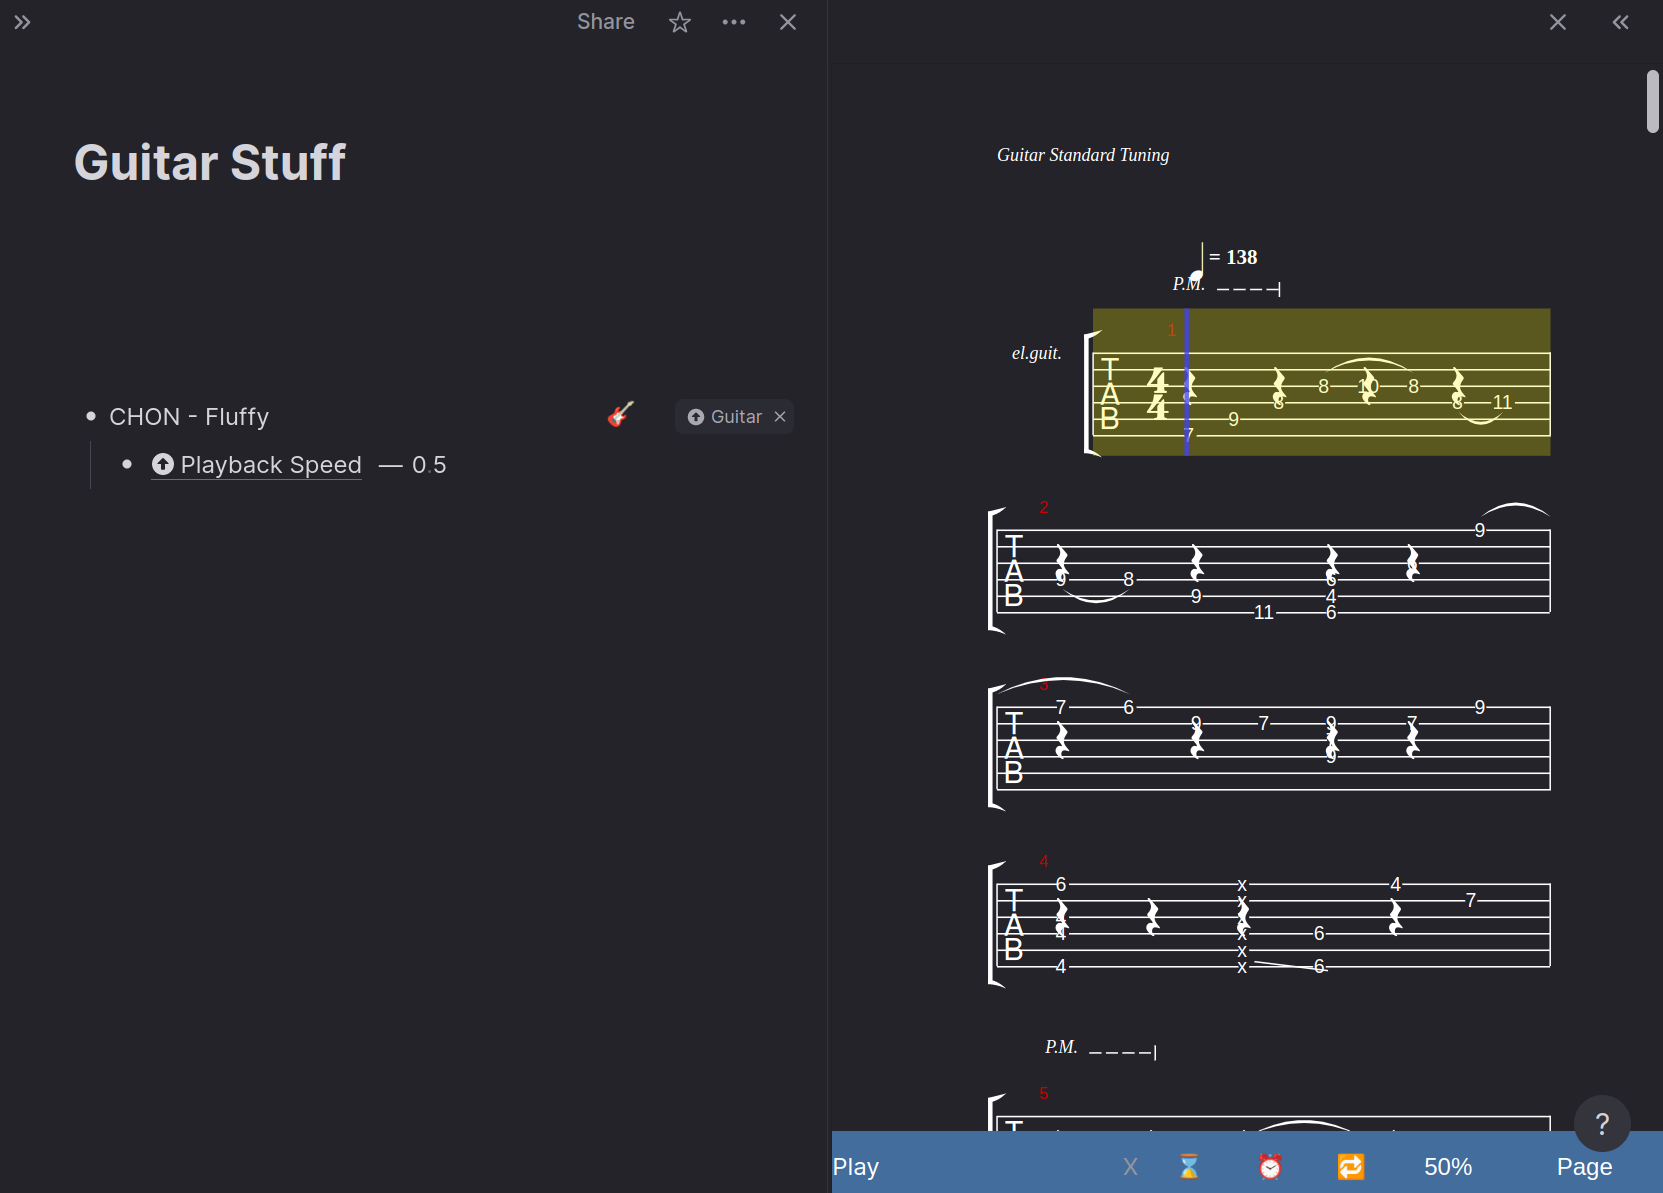 Share
Guitar Stuff
CHON - Fluffy 🎸 Guitar
Playback Speed — 0.5
Guitar Standard Tuning
= 138
P.M.
1
el.guit.
T A B
4 4
8 10 8
8 8 11
9
7
2
9
T A B
9 8 6
9 4
11 6
3
7 6 9
T A B
9 7 9 7
9
4
6 x 4
T A B
x 7
4 x 6
x
4 x 6
P.M.
5
T
?
Play X ⌛ ⏰ 🔁 50% Page